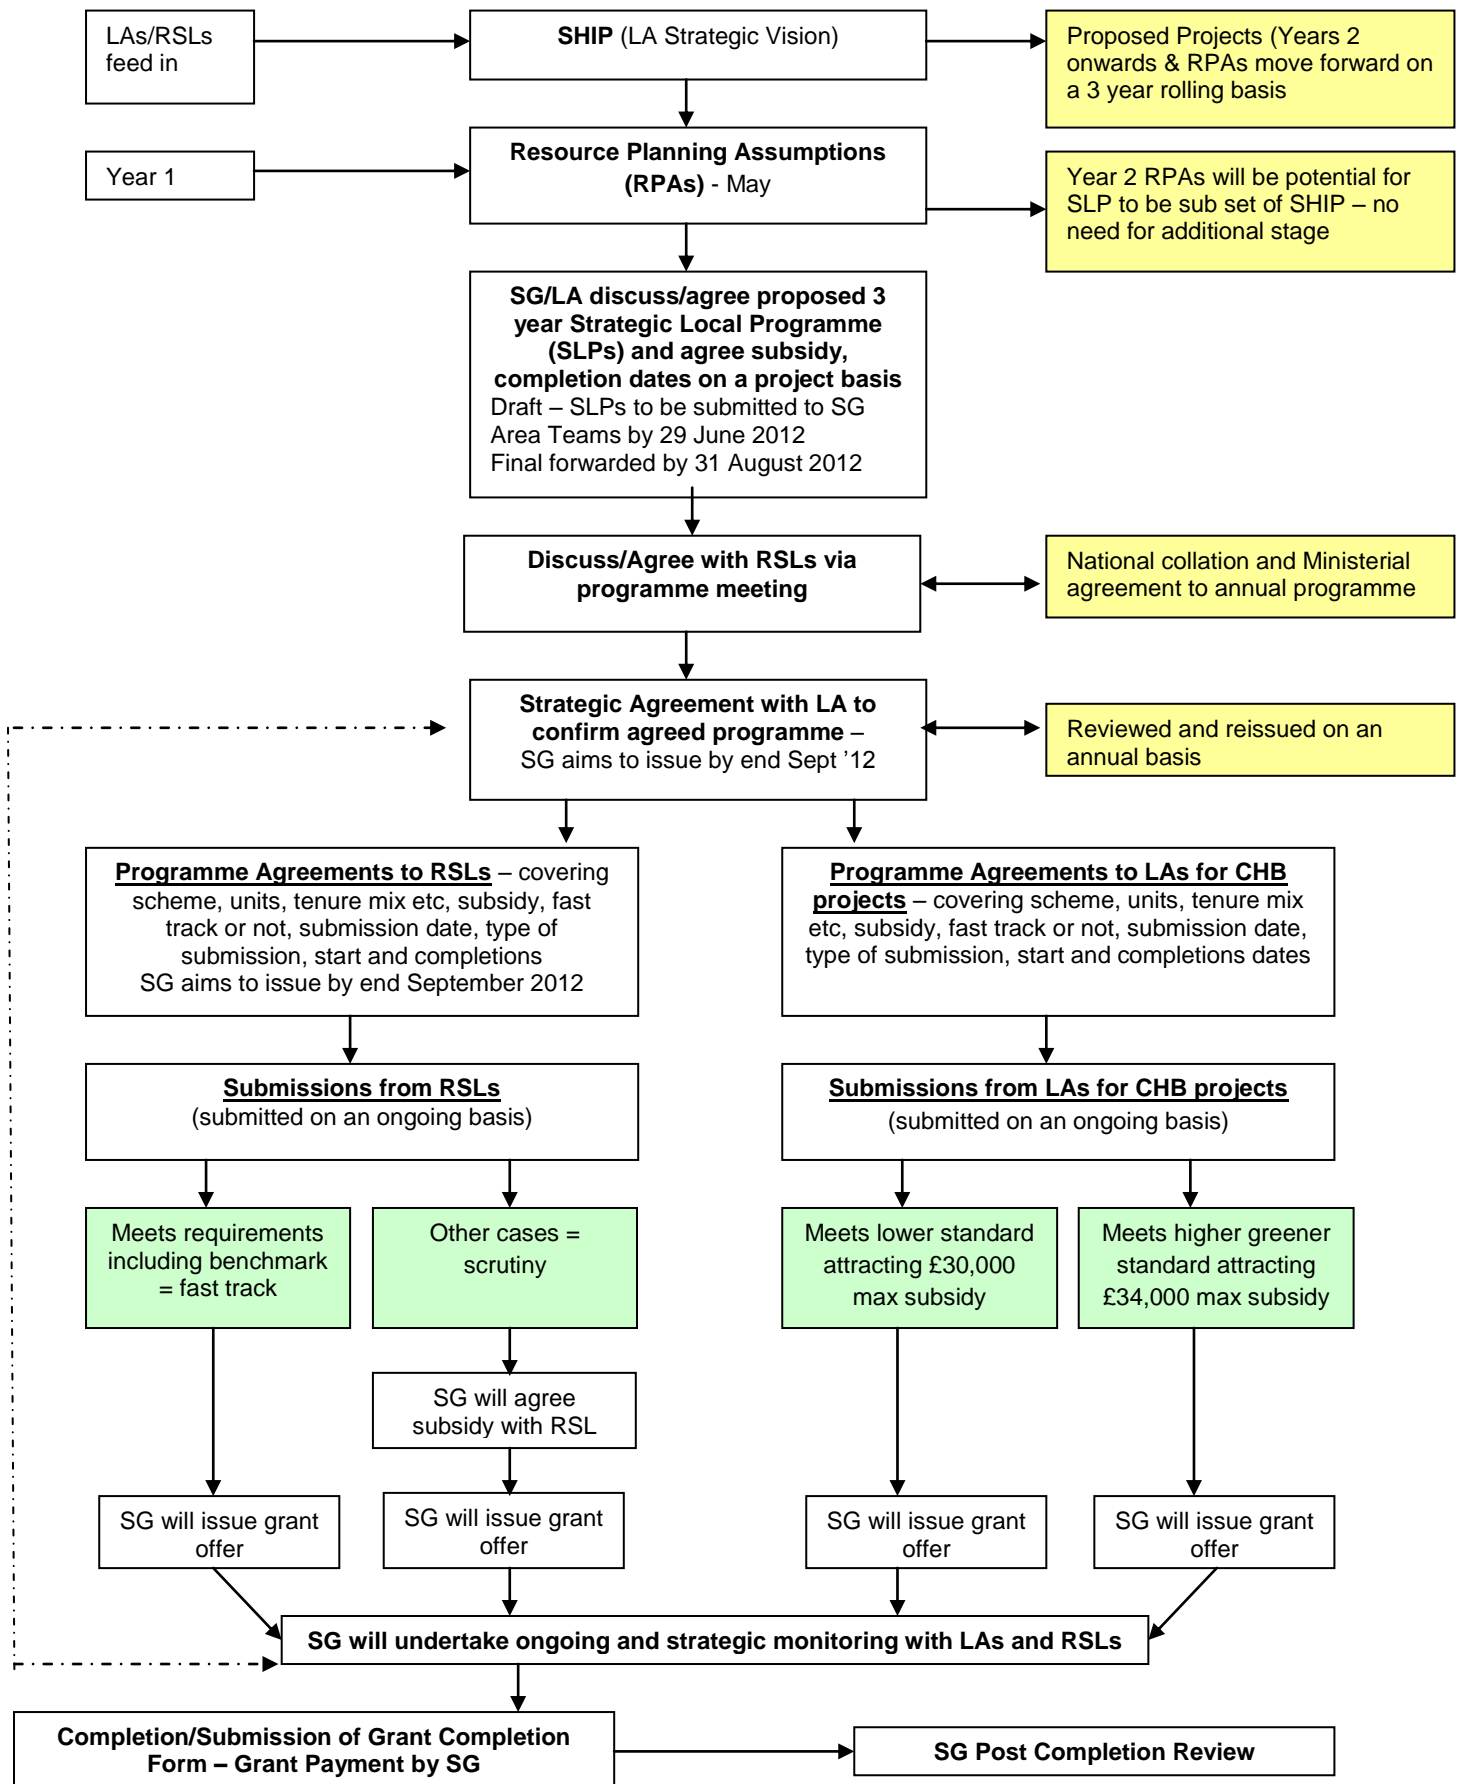 LAs/RSLs
feed in
SHIP (LA Strategic Vision)
Proposed Projects (Years 2
onwards & RPAs move forward on
a 3 year rolling basis
Year 1
Resource Planning Assumptions
(RPAs) - May
Year 2 RPAs will be potential for
SLP to be sub set of SHIP – no
need for additional stage
SG/LA discuss/agree proposed 3
year Strategic Local Programme
(SLPs) and agree subsidy,
completion dates on a project basis
Draft – SLPs to be submitted to SG
Area Teams by 29 June 2012
Final forwarded by 31 August 2012
Discuss/Agree with RSLs via
programme meeting
National collation and Ministerial
agreement to annual programme
Strategic Agreement with LA to
confirm agreed programme –
SG aims to issue by end Sept ’12
Reviewed and reissued on an
annual basis
Programme Agreements to RSLs – covering
scheme, units, tenure mix etc, subsidy, fast
track or not, submission date, type of
submission, start and completions
SG aims to issue by end September 2012
Programme Agreements to LAs for CHB
projects – covering scheme, units, tenure mix
etc, subsidy, fast track or not, submission date,
type of submission, start and completions dates
Submissions from RSLs
(submitted on an ongoing basis)
Submissions from LAs for CHB projects
(submitted on an ongoing basis)
Meets requirements
including benchmark
= fast track
Other cases =
scrutiny
Meets lower standard
attracting £30,000
max subsidy
Meets higher greener
standard attracting
£34,000 max subsidy
SG will agree
subsidy with RSL
SG will issue grant
offer
SG will issue grant
offer
SG will issue grant
offer
SG will issue grant
offer
SG will undertake ongoing and strategic monitoring with LAs and RSLs
Completion/Submission of Grant Completion
Form – Grant Payment by SG
SG Post Completion Review